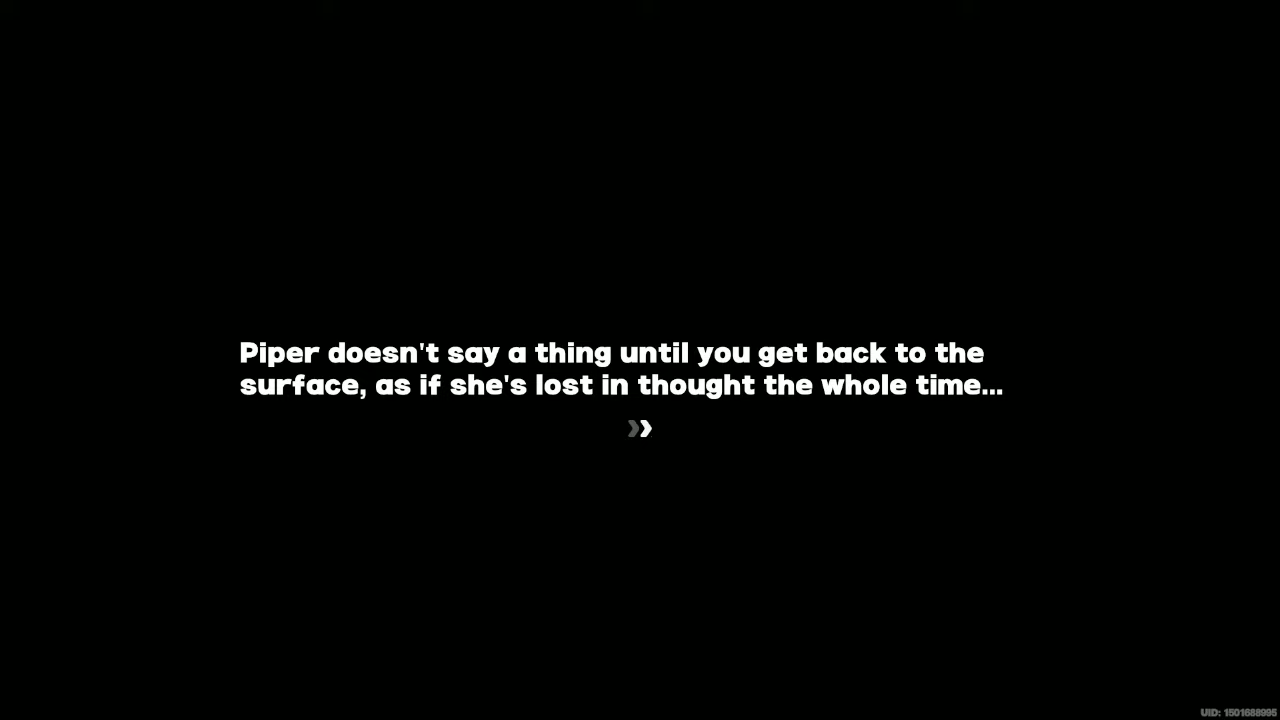 Piper doesn't say a thing until you get back to the
surface, as if she's lost in thought the whole time...
UID: 1501688995